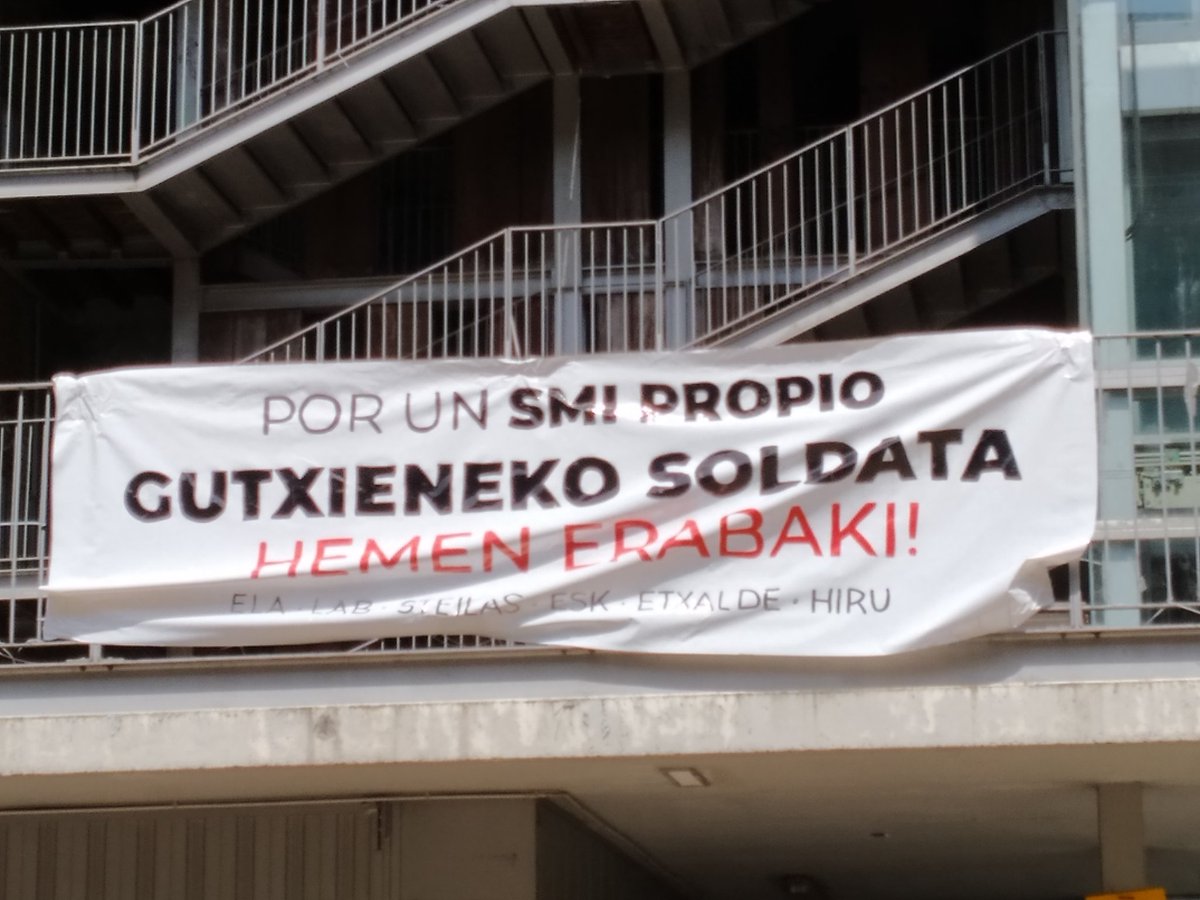 POR UN SMI PROPIO
GUTXIENEKO SOLDATA
HEMEN ERABAKI!
ELA · LAB · STEILAS · ESK · ETXALDE · HIRU